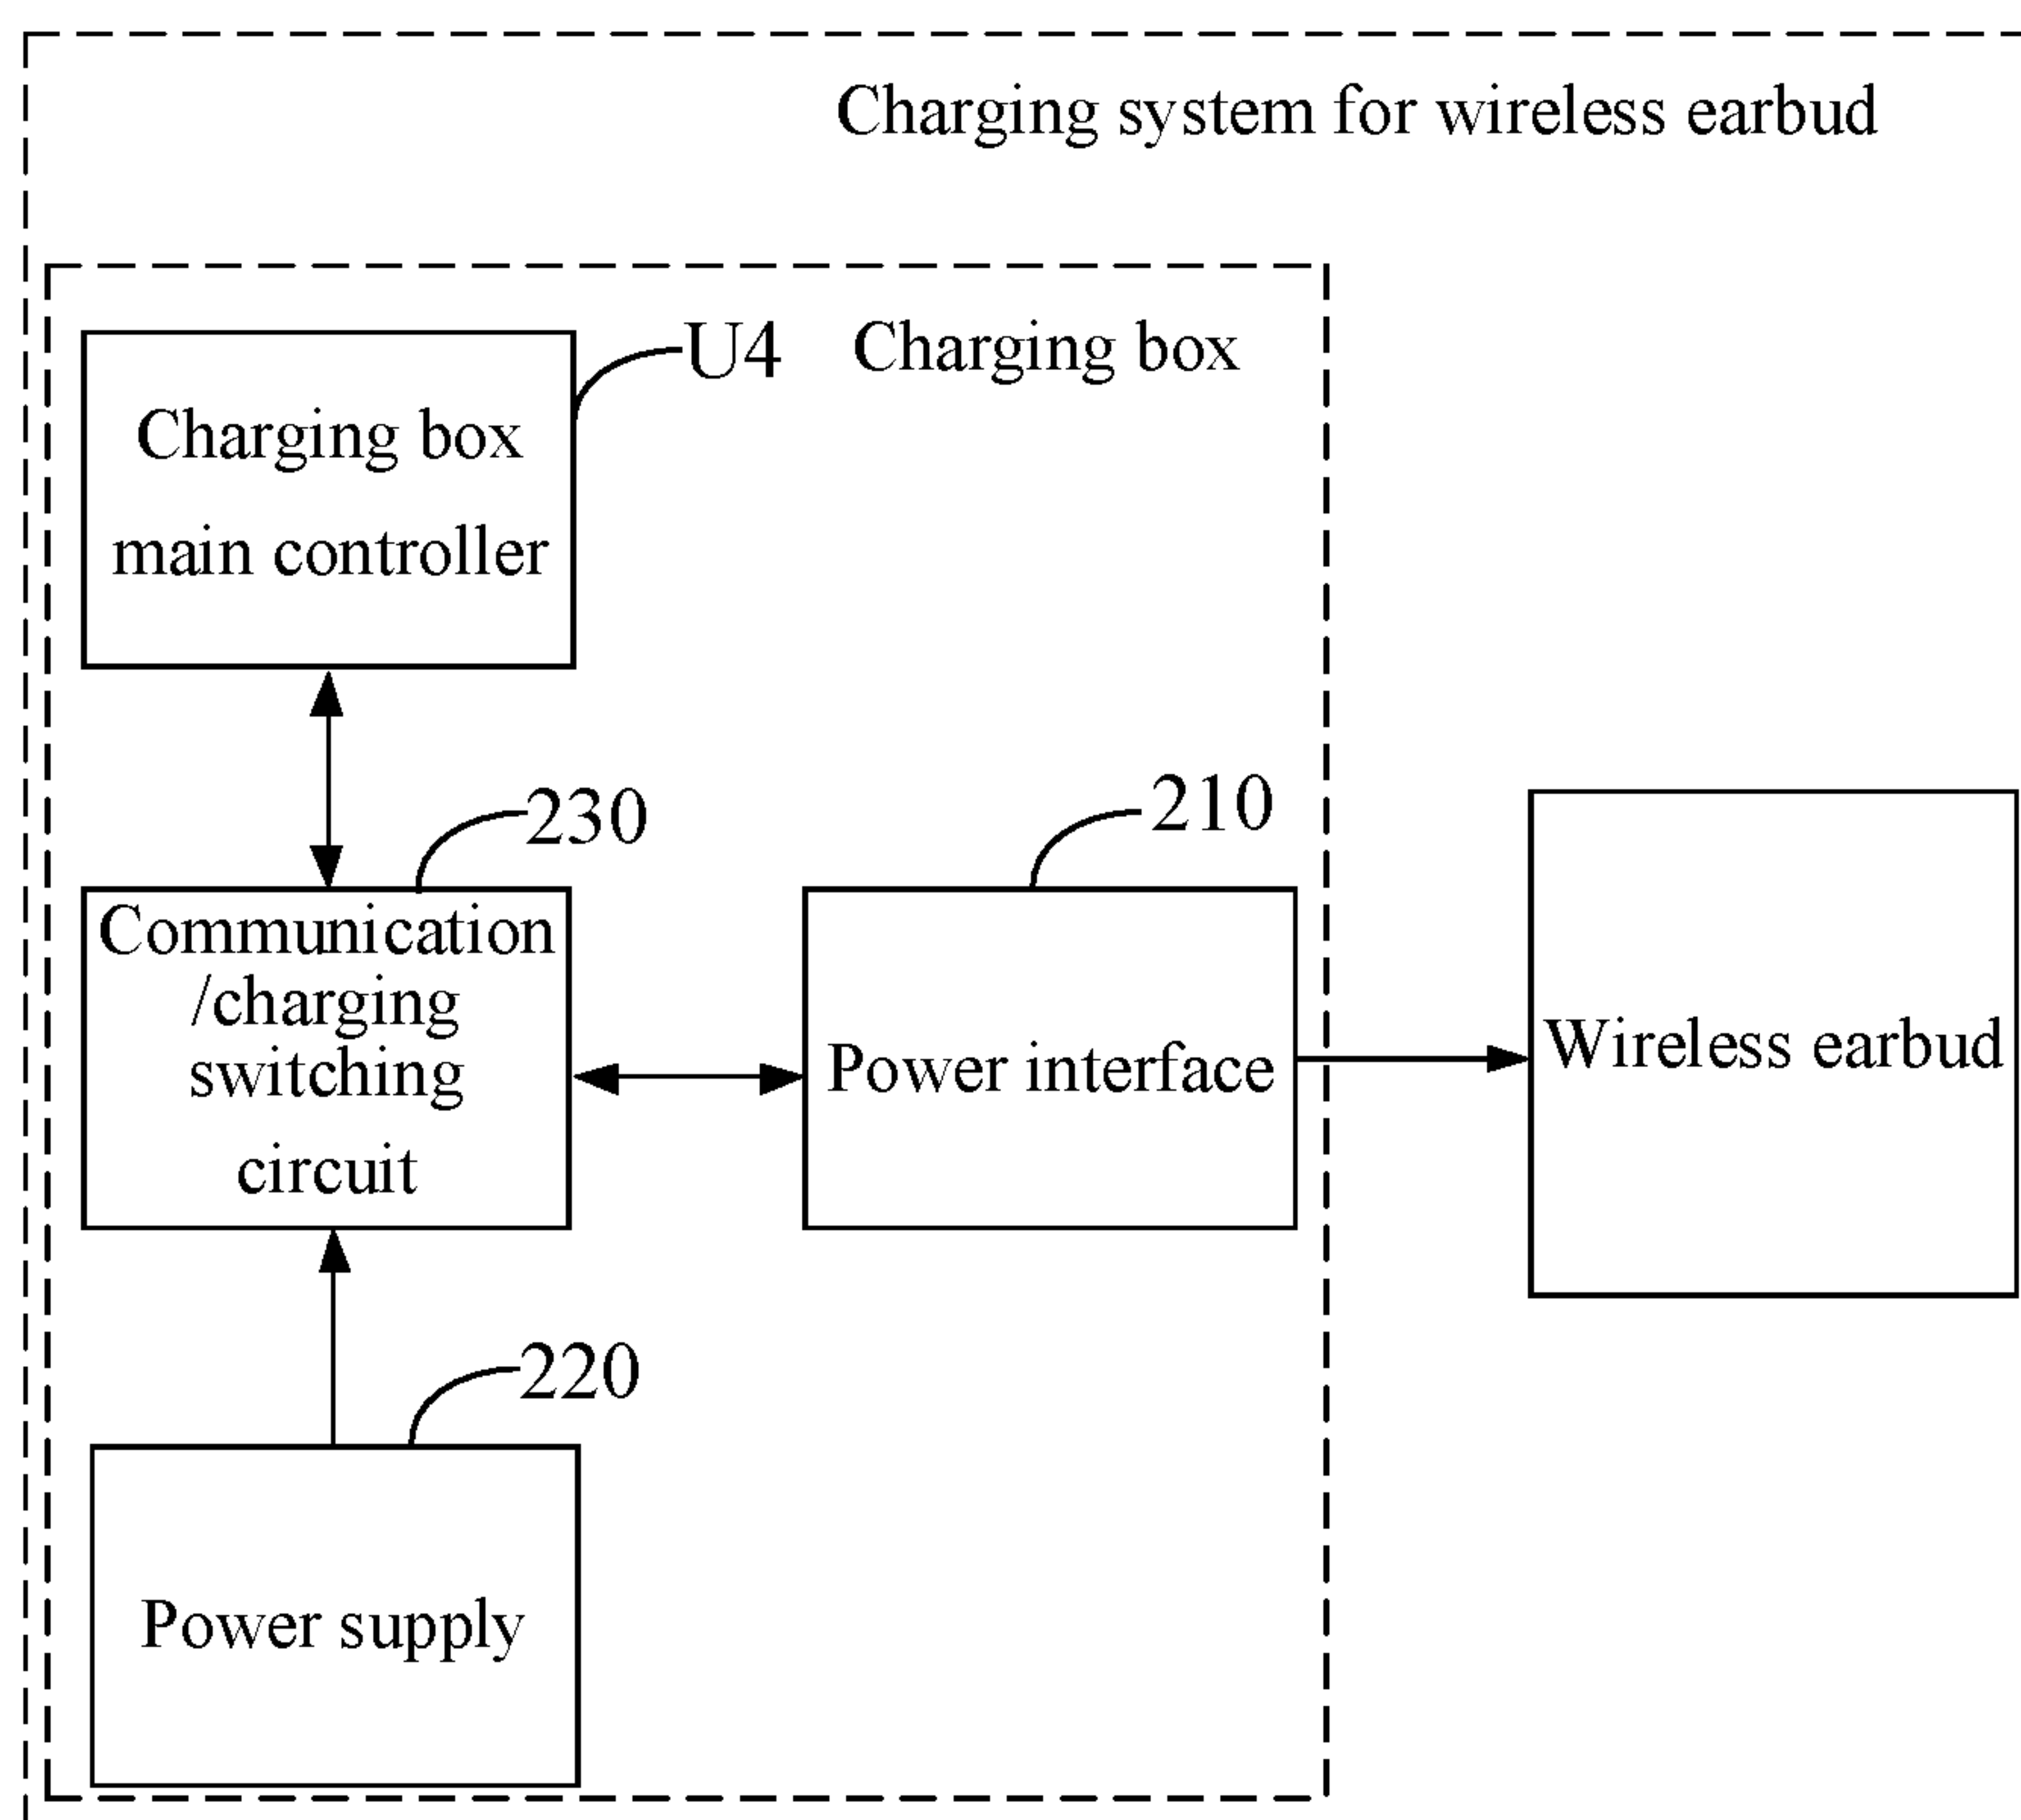 Charging system for wireless earbud
U4
Charging box
Charging box
main controller
230
210
Communication
/charging
switching
circuit
Power interface
Wireless earbud
220
Power supply